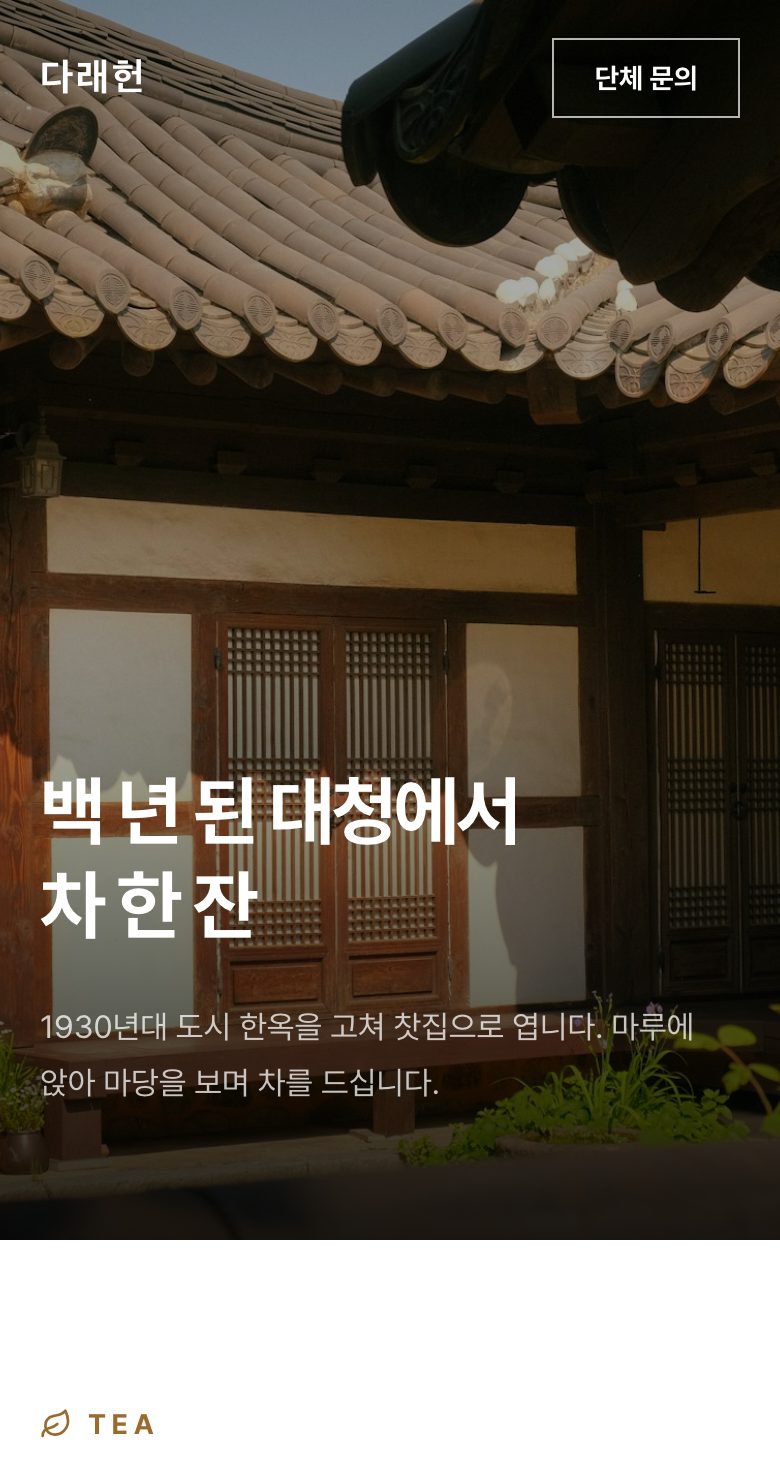 다래헌
단체 문의
백 년 된 대청에서
차 한 잔
1930년대 도시 한옥을 고쳐 찻집으로 엽니다. 마루에
앉아 마당을 보며 차를 드십니다.
TEA